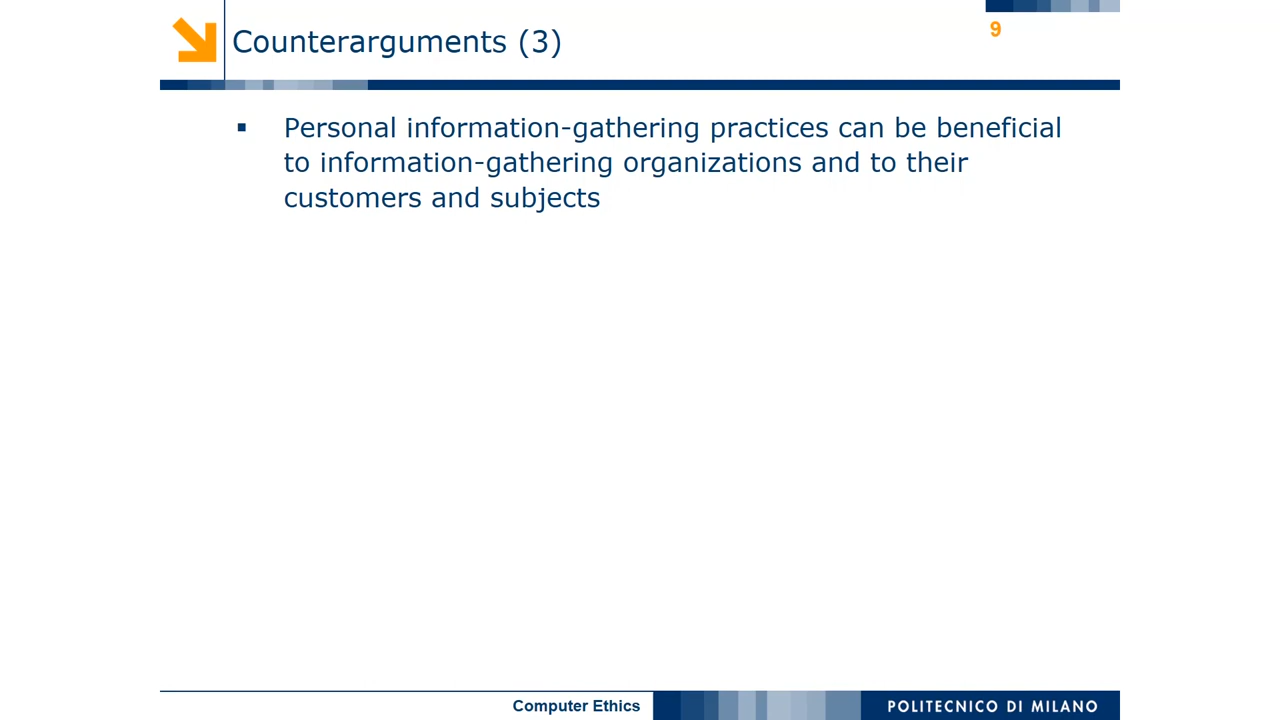 Counterarguments (3)
9
Personal information-gathering practices can be beneficial
to information-gathering organizations and to their
customers and subjects
Computer Ethics
POLITECNICO DI MILANO